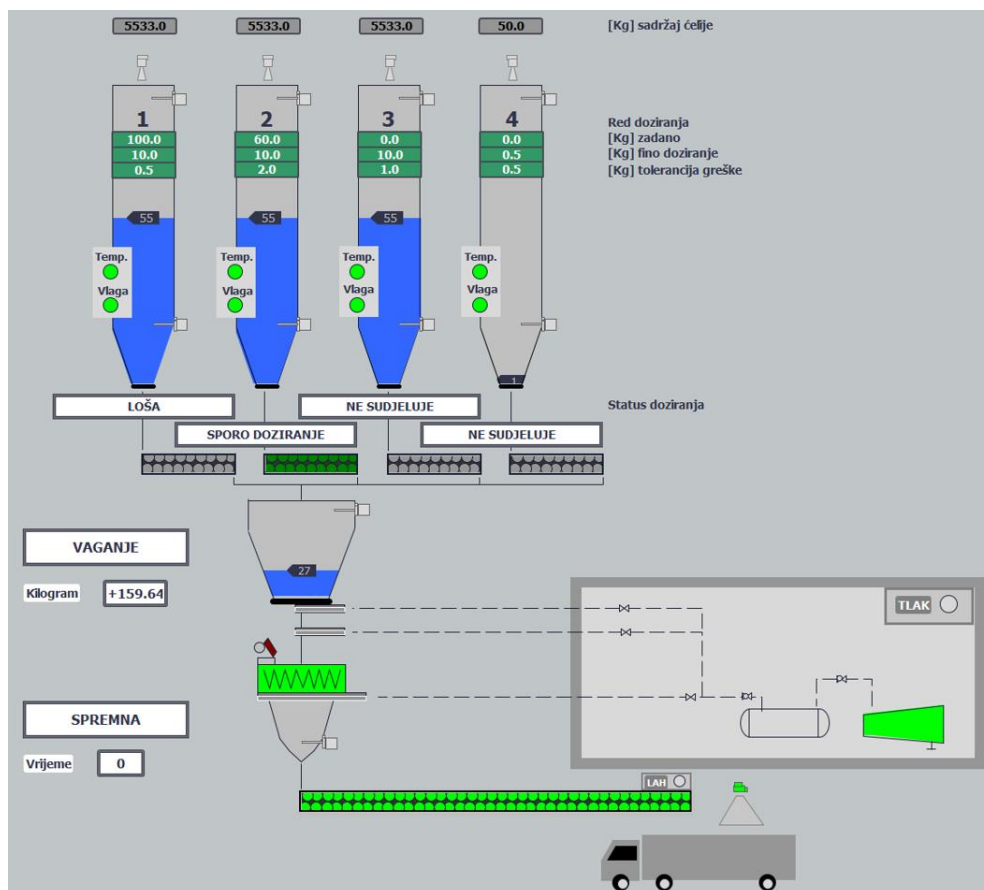 5533.0 5533.0 5533.0 50.0 [Kg] sadržaj ćelije
1 2 3 4 Red doziranja
100.0 60.0 0.0 0.0 [Kg] zadano
10.0 10.0 10.0 0.5 [Kg] fino doziranje
0.5 2.0 1.0 0.5 [Kg] tolerancija greške
55 55 55
Temp. Temp. Temp. Temp.
Vlaga Vlaga Vlaga Vlaga
1
LOŠA NE SUDJELUJE Status doziranja
SPORO DOZIRANJE NE SUDJELUJE
VAGANJE
27
Kilogram +159.64
TLAK
SPREMNA
Vrijeme 0
LAH